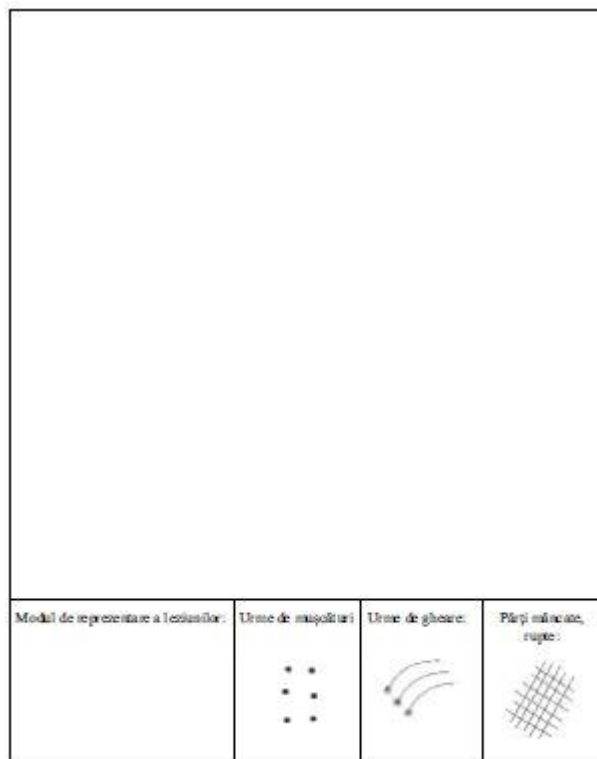 Modul de reprezentare a leziunilor:
Urme de mușcături
Urme de gheare:
Părți mâncate,
rupte: